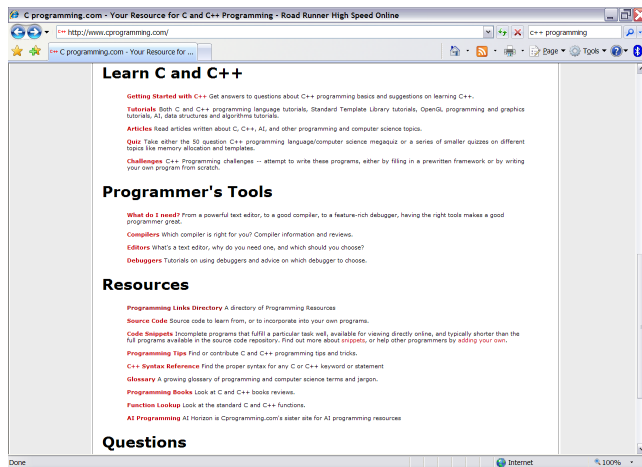 C programming.com - Your Resource for C and C++ Programming - Road Runner High Speed Online
http://www.cprogramming.com/
c++ programming
C programming.com - Your Resource for ...
Page
Tools
Learn C and C++
Getting Started with C++ Get answers to questions about C++ programming basics and suggestions on learning C++.
Tutorials Both C and C++ programming language tutorials, Standard Template Library tutorials, OpenGL programming and graphics
tutorials, AI, data structures and algorithms tutorials.
Articles Read articles written about C, C++, AI, and other programming and computer science topics.
Quiz Take either the 50 question C++ programming language/computer science megaquiz or a series of smaller quizzes on different
topics like memory allocation and templates.
Challenges C++ Programming challenges -- attempt to write these programs, either by filling in a prewritten framework or by writing
your own program from scratch.
Programmer's Tools
What do I need? From a powerful text editor, to a good compiler, to a feature-rich debugger, having the right tools makes a good
programmer great.
Compilers Which compiler is right for you? Compiler information and reviews.
Editors What's a text editor, why do you need one, and which should you choose?
Debuggers Tutorials on using debuggers and advice on which debugger to choose.
Resources
Programming Links Directory A directory of Programming Resources
Source Code Source code to learn from, or to incorporate into your own programs.
Code Snippets Incomplete programs that fulfill a particular task well, available for viewing directly online, and typically shorter than the
full programs available in the source code repository. Find out more about snippets, or help other programmers by adding your own.
Programming Tips Find or contribute C and C++ programming tips and tricks.
C++ Syntax Reference Find the proper syntax for any C or C++ keyword or statement
Glossary A growing glossary of programming and computer science terms and jargon.
Programming Books Look at C and C++ books reviews.
Function Lookup Look at the standard C and C++ functions.
AI Programming AI Horizon is Cprogramming.com's sister site for AI programming resources
Questions
Done
Internet
100%